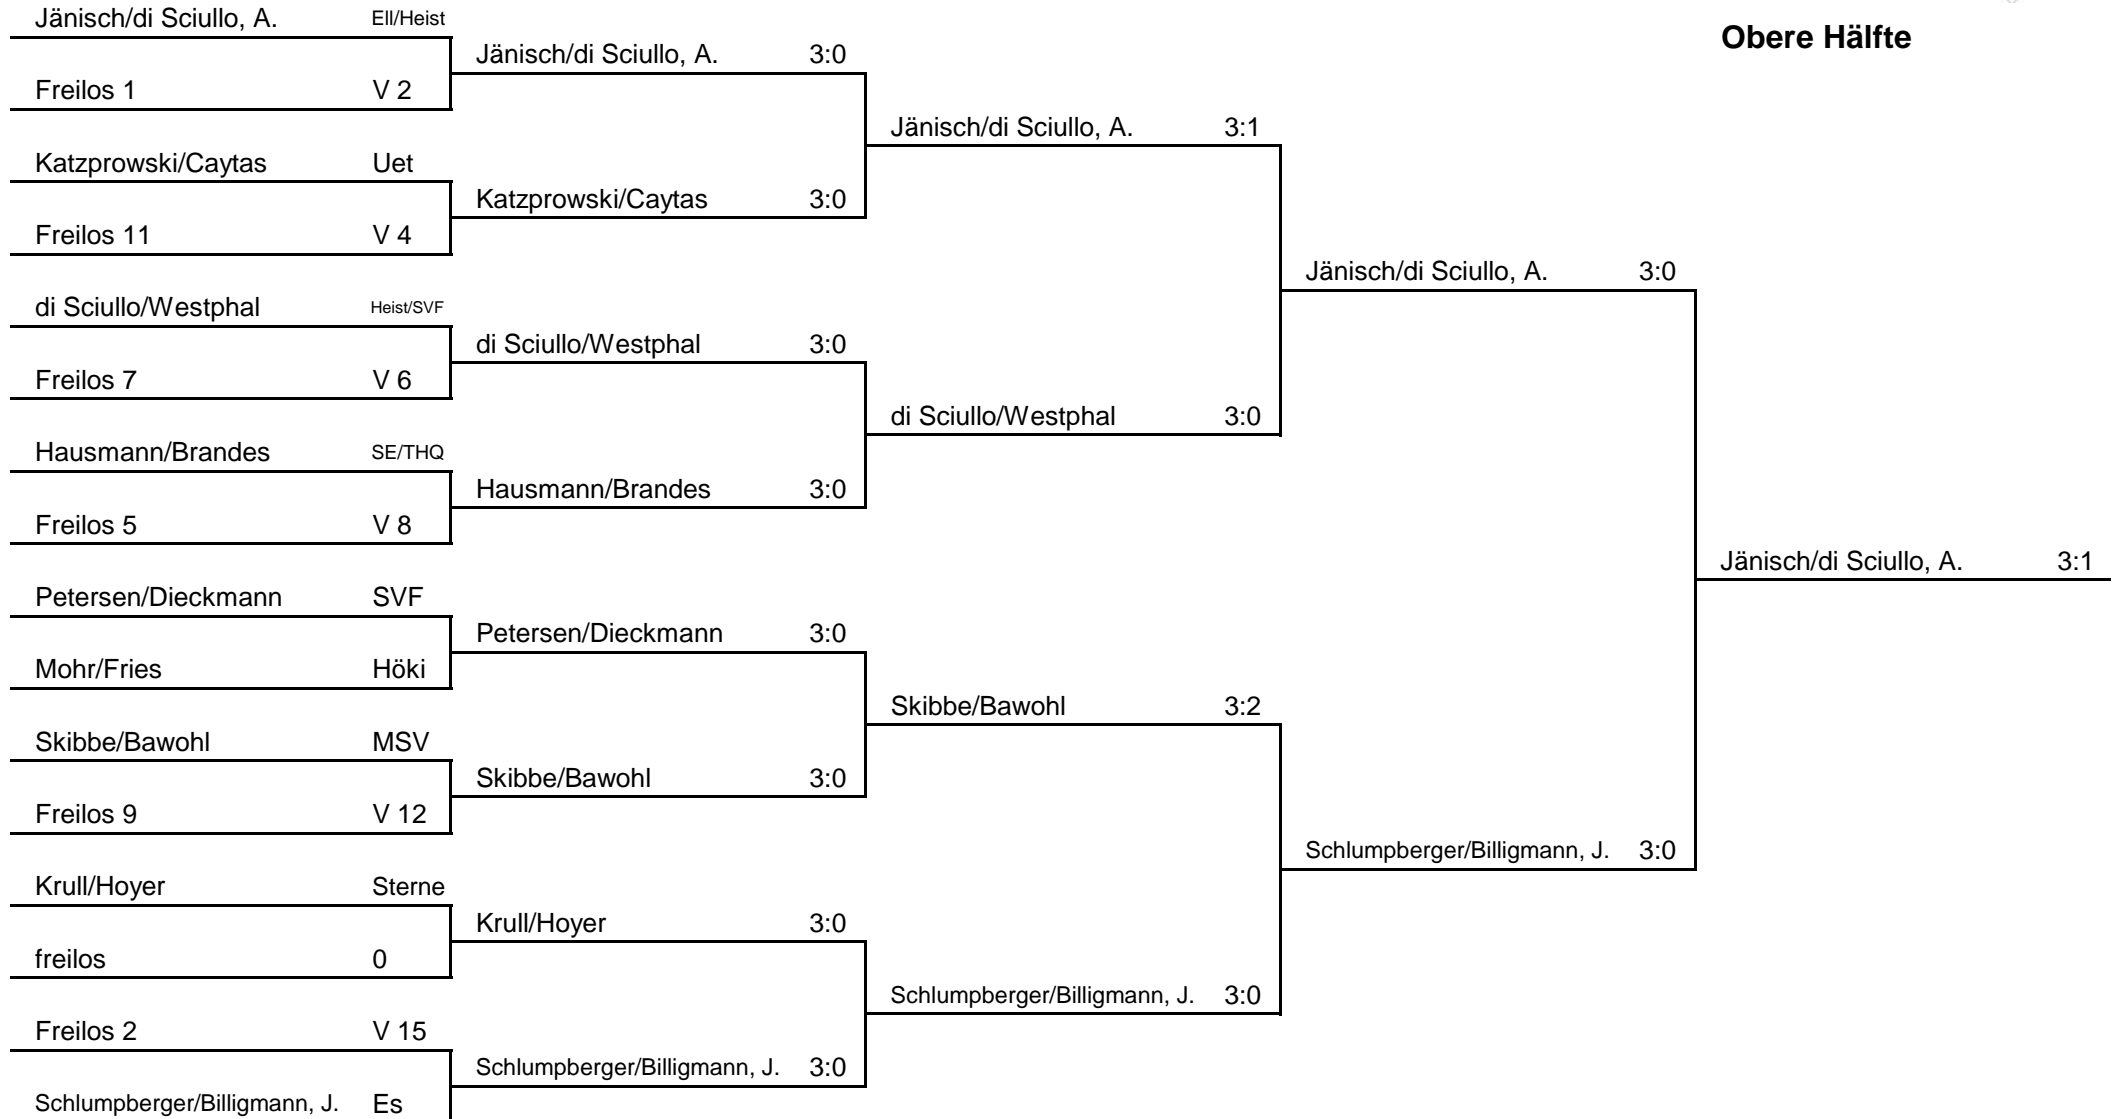 Obere Hälfte
Jänisch/di Sciullo, A. Ell/Heist
Freilos 1 V 2
Katzprowski/Caytas Uet
Freilos 11 V 4
di Sciullo/Westphal Heist/SVF
Freilos 7 V 6
Hausmann/Brandes SE/THQ
Freilos 5 V 8
Petersen/Dieckmann SVF
Mohr/Fries Höki
Skibbe/Bawohl MSV
Freilos 9 V 12
Krull/Hoyer Sterne
freilos 0
Freilos 2 V 15
Schlumpberger/Billigmann, J. Es
Jänisch/di Sciullo, A. 3:0
Katzprowski/Caytas 3:0
di Sciullo/Westphal 3:0
Hausmann/Brandes 3:0
Petersen/Dieckmann 3:0
Skibbe/Bawohl 3:0
Krull/Hoyer 3:0
Schlumpberger/Billigmann, J. 3:0
Jänisch/di Sciullo, A. 3:1
di Sciullo/Westphal 3:0
Skibbe/Bawohl 3:2
Schlumpberger/Billigmann, J. 3:0
Jänisch/di Sciullo, A. 3:0
Schlumpberger/Billigmann, J. 3:0
Jänisch/di Sciullo, A. 3:1